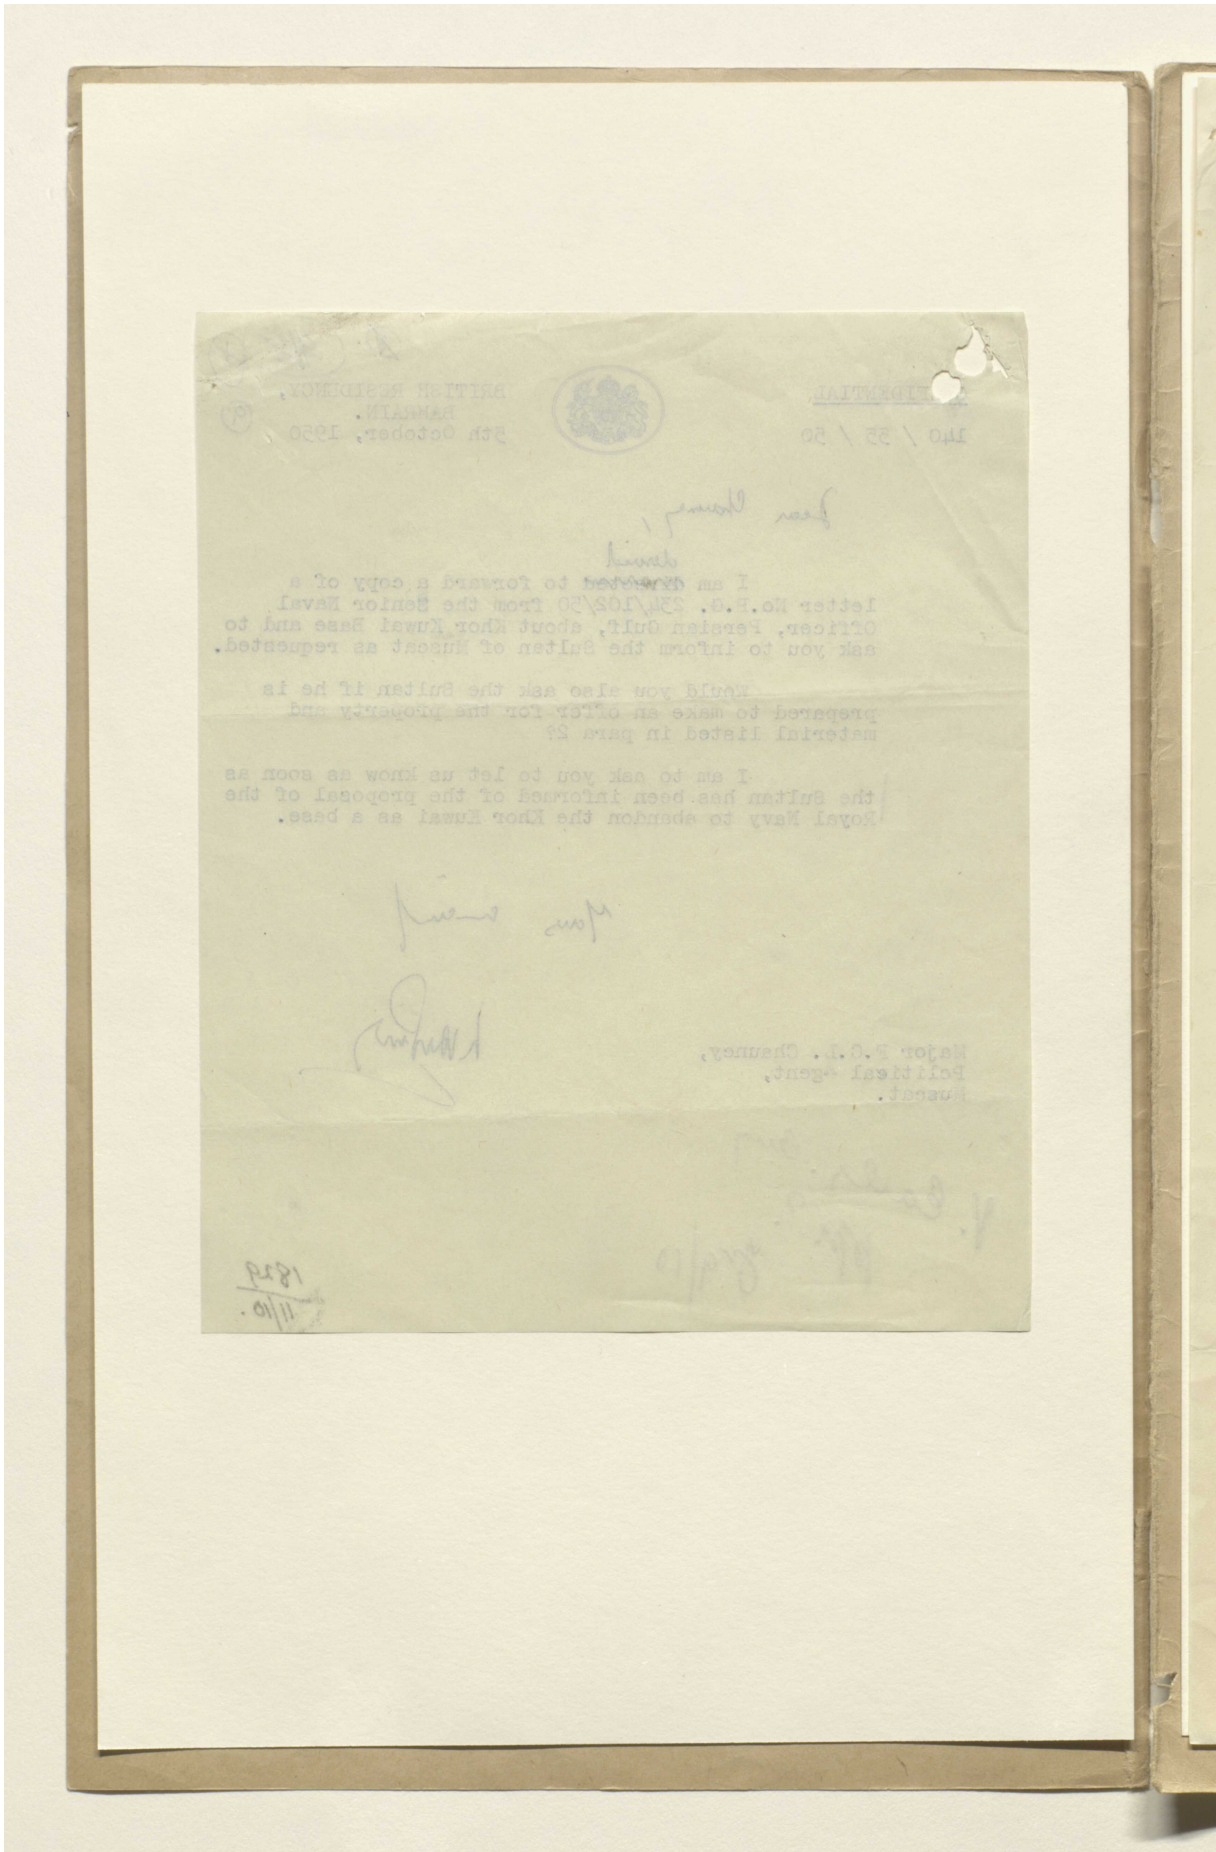 CONFIDENTIAL
140 / 55 / 50
BRITISH RESIDENCY,
BAHRAIN.
5th October, 1950
Dear Chauncy,
desired
I am directed to forward a copy of a
letter No.P.G. 234/102/50 from the Senior Naval
Officer, Persian Gulf, about Khor Kuwai Base and to
ask you to inform the Sultan of Muscat as requested.
Would you also ask the Sultan if he is
prepared to make an offer for the property and
material listed in para 2?
I am to ask you to let us know as soon as
the Sultan has been informed of the proposal of the
Royal Navy to abandon the Khor Kuwai as a base.
Yours
Major F.C.L. Chauncy,
Political Agent,
Muscat.
1829
11/10.